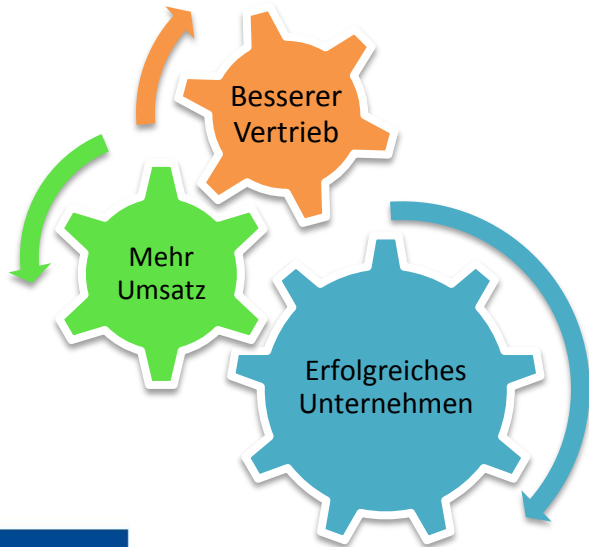 Besserer
Vertrieb
Mehr
Umsatz
Erfolgreiches
Unternehmen